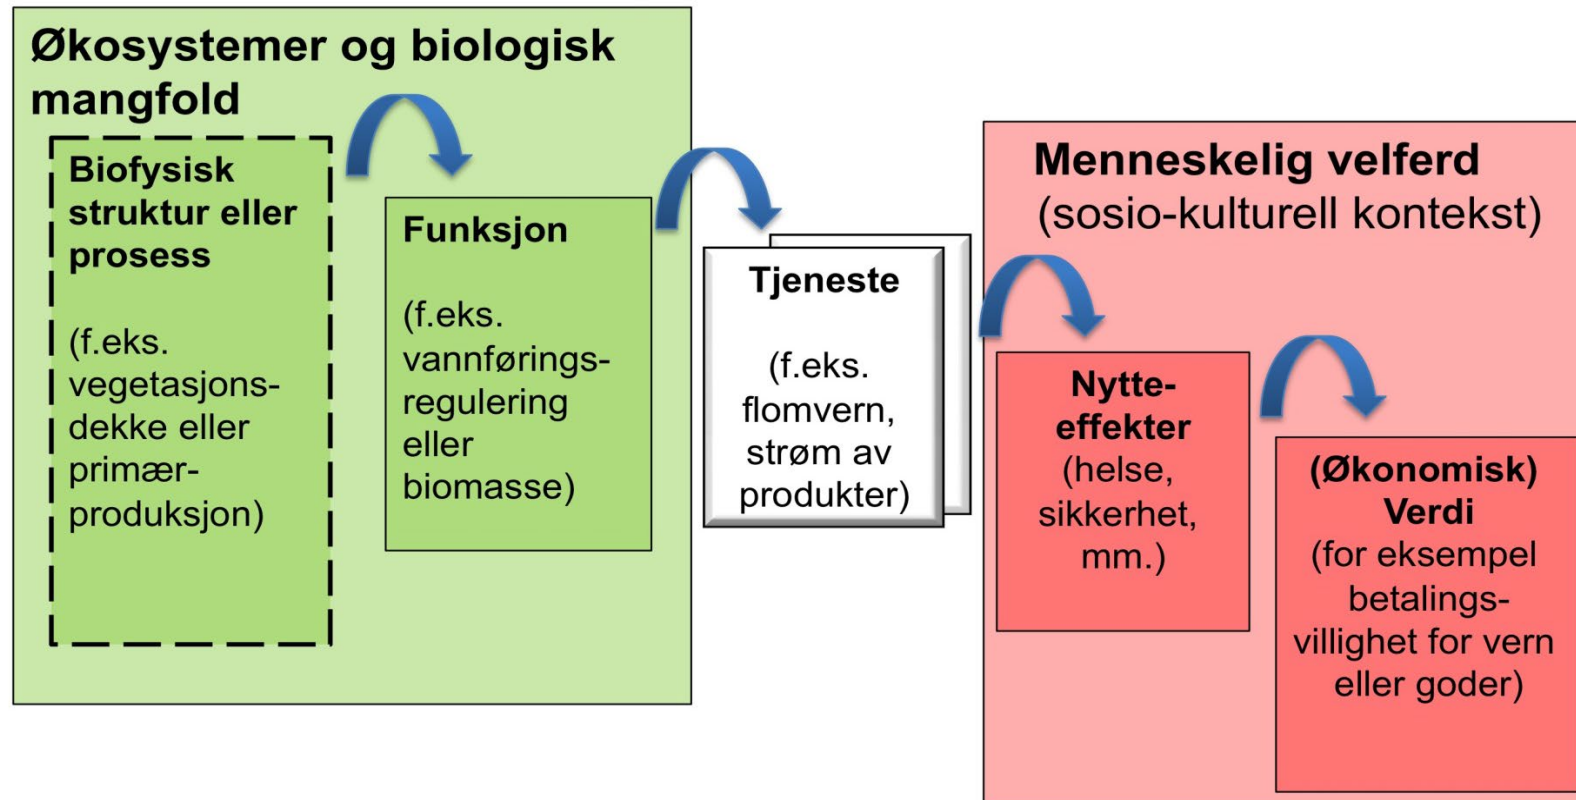 Økosystemer og biologisk
mangfold
Biofysisk
struktur eller
prosess
(f.eks.
vegetasjons-
dekke eller
primær-
produksjon)
Funksjon
(f.eks.
vannførings-
regulering
eller
biomasse)
Tjeneste
(f.eks.
flomvern,
strøm av
produkter)
Menneskelig velferd
(sosio-kulturell kontekst)
Nytte-
effekter
(helse,
sikkerhet,
mm.)
(Økonomisk)
Verdi
(for eksempel
betalings-
villighet for vern
eller goder)